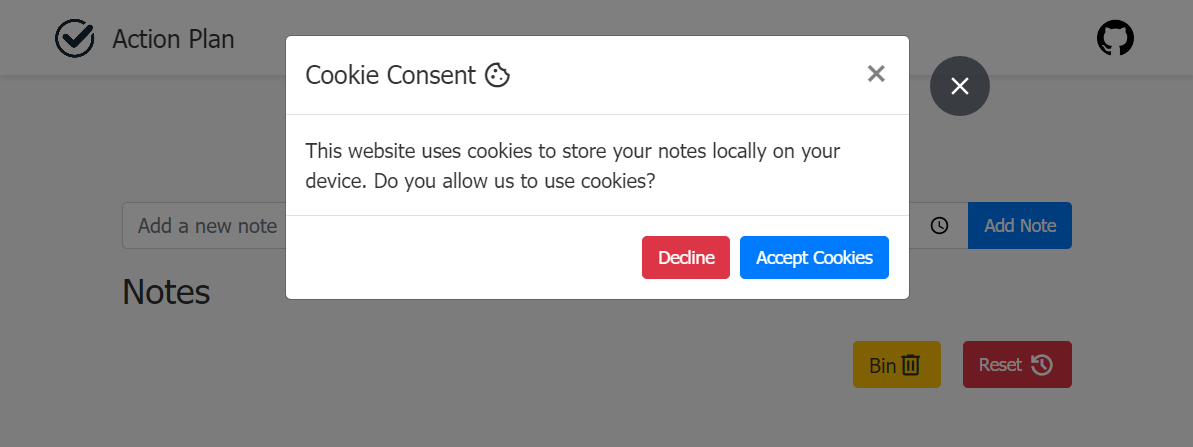 Action Plan
Cookie Consent
This website uses cookies to store your notes locally on your
device. Do you allow us to use cookies?
Decline
Accept Cookies
Add a new note
Add Note
Notes
Bin
Reset